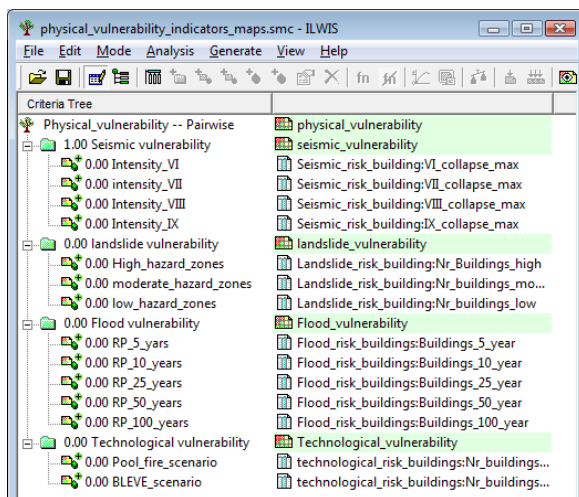 physical_vulnerability_indicators_maps.smc - ILWIS
File Edit Mode Analysis Generate View Help
fn
Criteria Tree
Physical_vulnerability -- Pairwise physical_vulnerability
1.00 Seismic vulnerability seismic_vulnerability
0.00 Intensity_VI Seismic_risk_building:VI_collapse_max
0.00 intensity_VII Seismic_risk_building:VII_collapse_max
0.00 Intensity_VIII Seismic_risk_building:VIII_collapse_max
0.00 Intensity_IX Seismic_risk_building:IX_collapse_max
0.00 landslide vulnerability landslide_vulnerability
0.00 High_hazard_zones Landslide_risk_building:Nr_Buildings_high
0.00 moderate_hazard_zones Landslide_risk_building:Nr_Buildings_mo...
0.00 low_hazard_zones Landslide_risk_building:Nr_Buildings_low
0.00 Flood vulnerability Flood_vulnerability
0.00 RP_5_yars Flood_risk_buildings:Buildings_5_year
0.00 RP_10_years Flood_risk_buildings:Buildings_10_year
0.00 RP_25_years Flood_risk_buildings:Buildings_25_year
0.00 RP_50_years Flood_risk_buildings:Buildings_50_year
0.00 RP_100_years Flood_risk_buildings:Buildings_100_year
0.00 Technological vulnerability Technological_vulnerability
0.00 Pool_fire_scenario technological_risk_buildings:Nr_buildings...
0.00 BLEVE_scenario technological_risk_buildings:Nr_buildings...